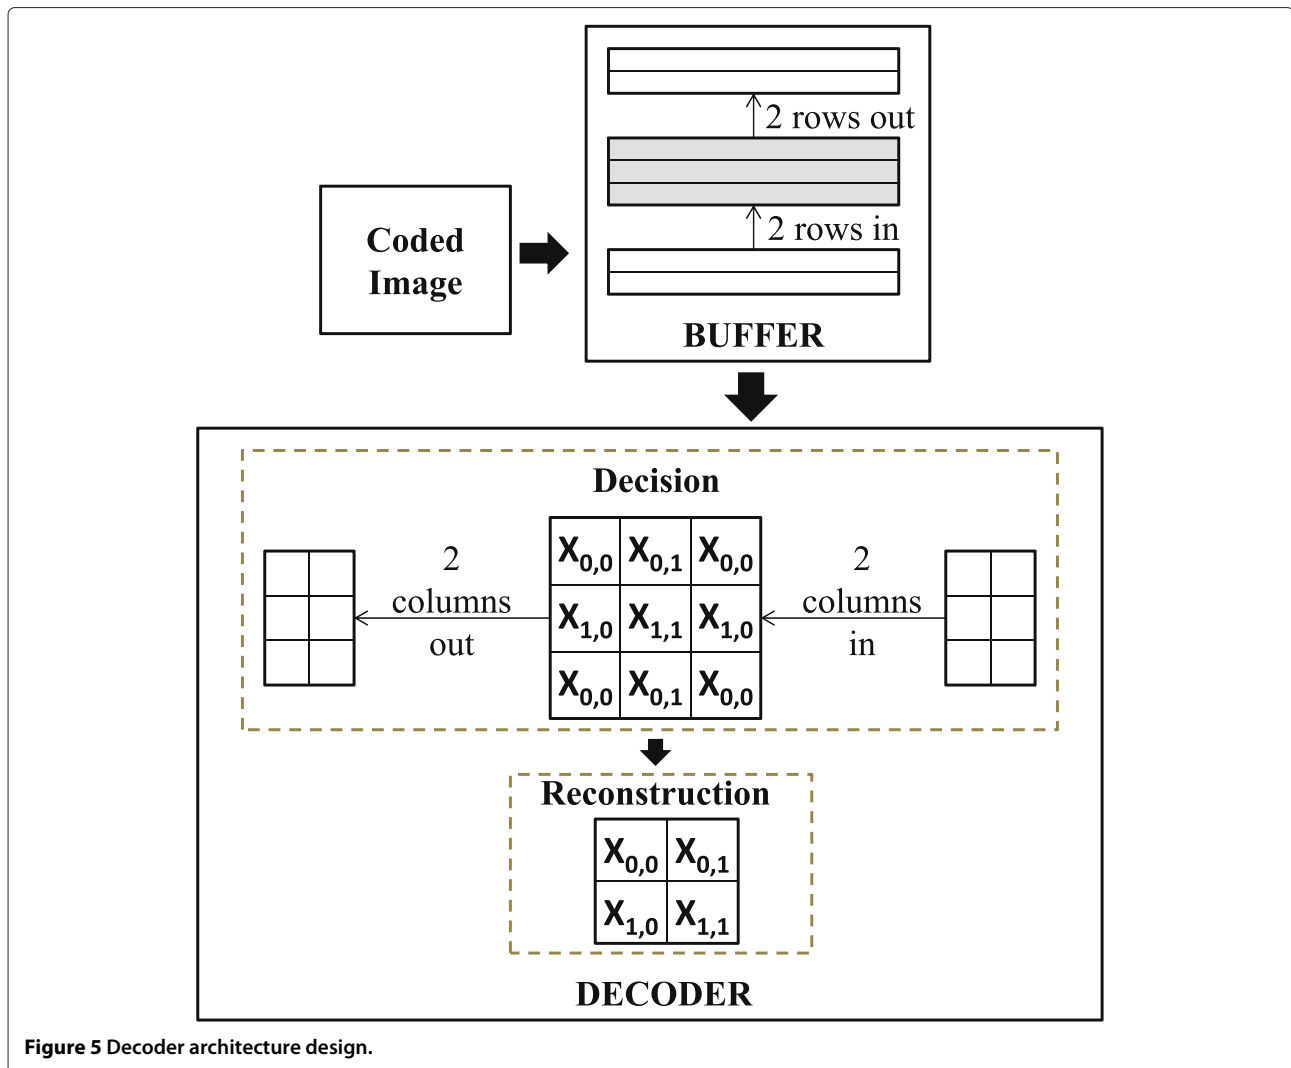 2 rows out
Coded
Image
2 rows in
BUFFER
Decision
2
columns
out
X0,0 X0,1 X0,0
X1,0 X1,1 X1,0
X0,0 X0,1 X0,0
2
columns
in
Reconstruction
X0,0 X0,1
X1,0 X1,1
DECODER
Figure 5 Decoder architecture design.